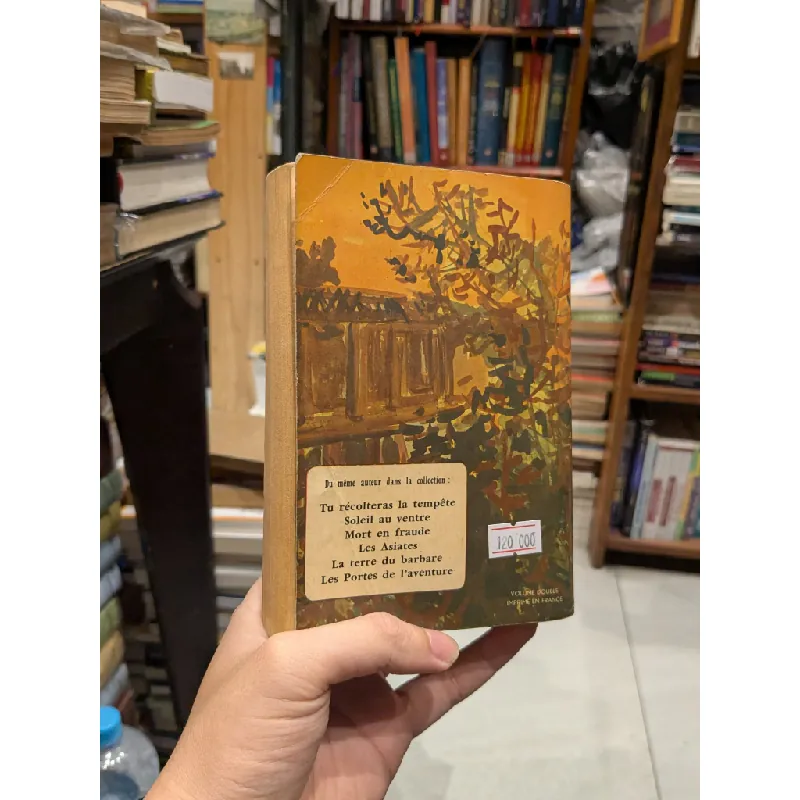 Du même auteur dans la collection :
Tu récolteras la tempête
Soleil au ventre
Mort en fraude
Les Asiates
La terre du barbare
Les Portes de l'aventure
120 000
VOLUME DOUBLE
IMPRIMÉ EN FRANCE